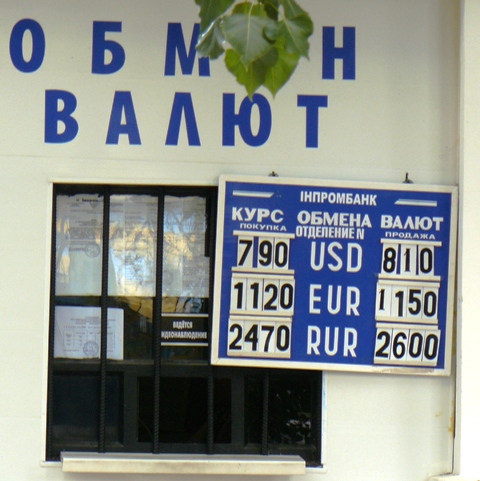 ОБМ Н
ВАЛЮТ
ІНПРОМБАНК
КУРС ОБМЕНА ВАЛЮТ
ПОКУПКА ОТДЕЛЕНИЕ N ПРОДАЖА
790 USD 810
1120 EUR 1150
2470 RUR 2600
ВЕДЁТСЯ
ВИДЕОНАБЛЮДЕНИЕ